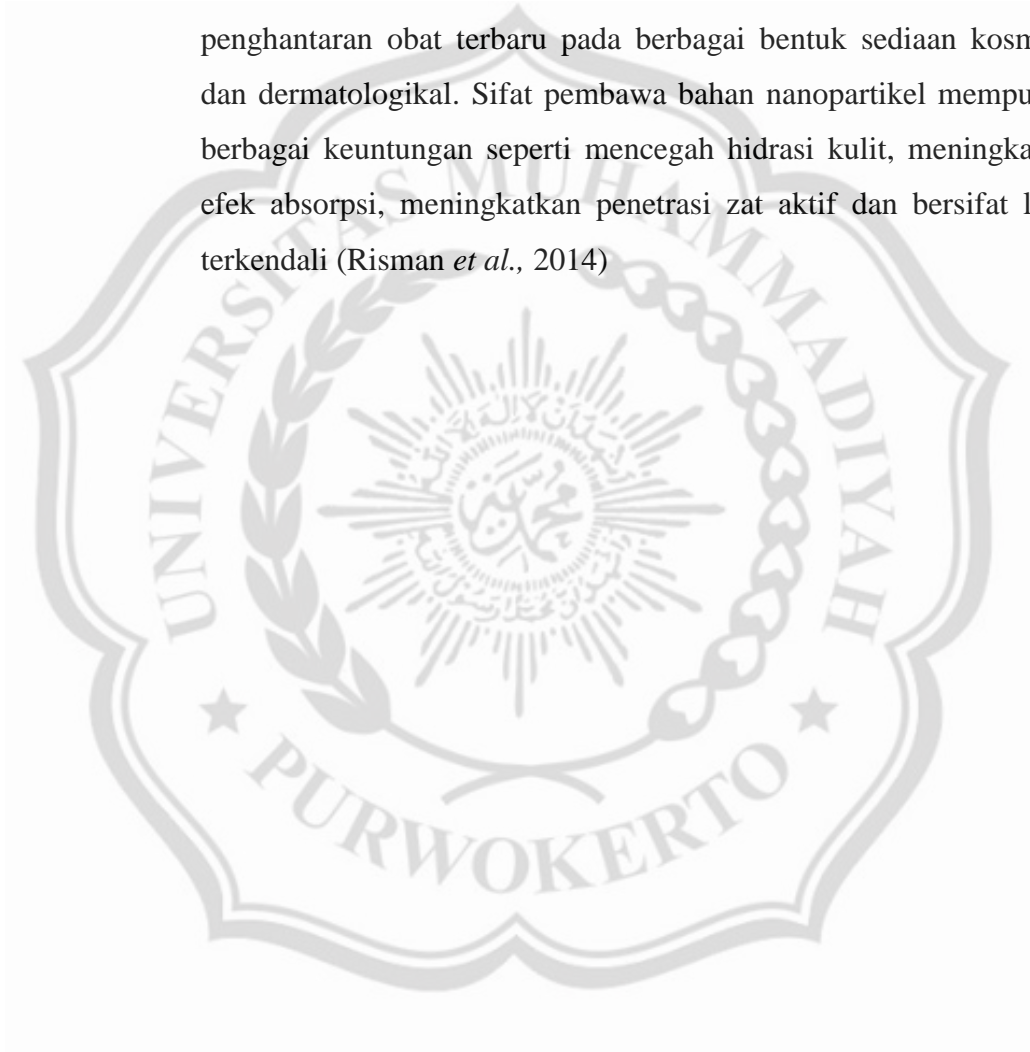 penghantaran obat terbaru pada berbagai bentuk sediaan kosm
dan dermatologikal. Sifat pembawa bahan nanopartikel mempu
berbagai keuntungan seperti mencegah hidrasi kulit, meningka
efek absorpsi, meningkatkan penetrasi zat aktif dan bersifat l
terkendali (Risman et al., 2014)
UNIVERSITAS MUHAMMADIYAH
PURWOKERTO